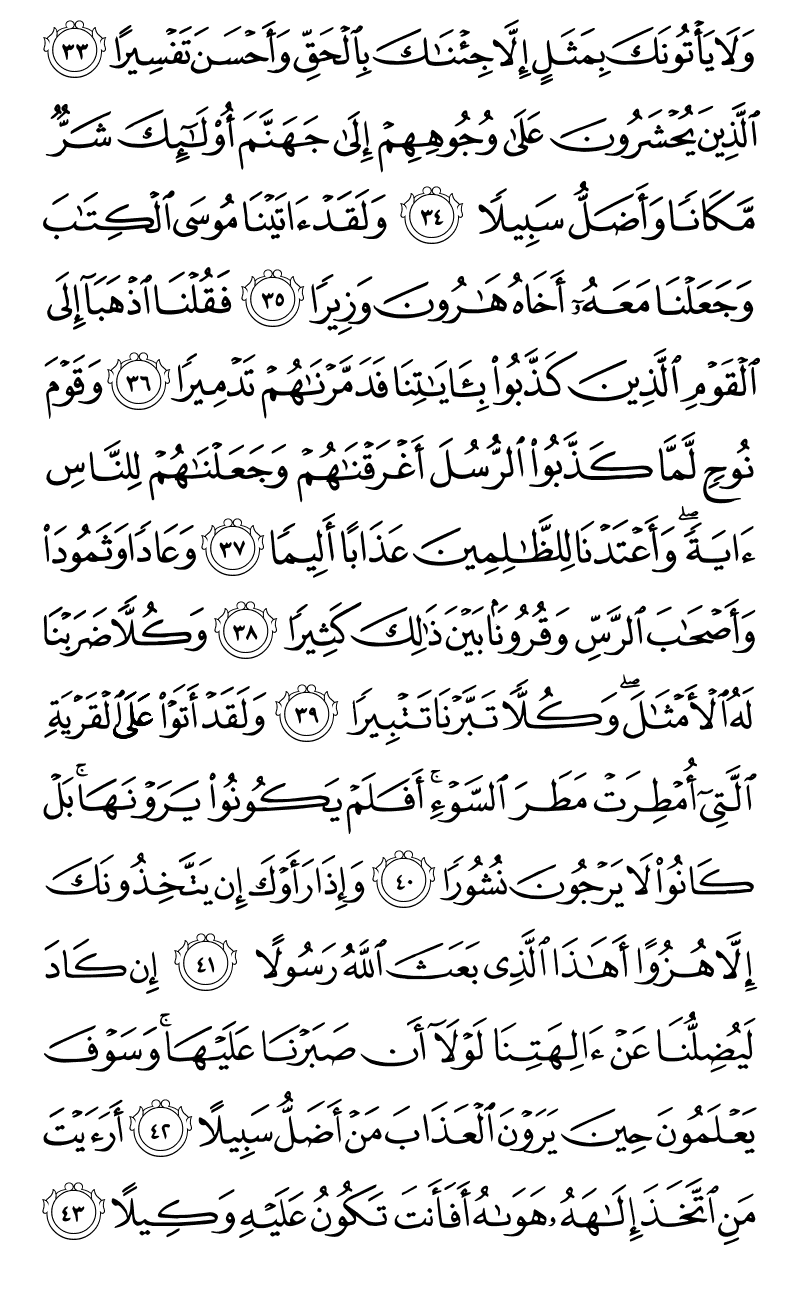 وَلَا يَأْتُونَكَ بِمَثَلٍ إِلَّا جِئْنَٰكَ بِٱلْحَقِّ وَأَحْسَنَ تَفْسِيرًا ٣٣
ٱلَّذِينَ يُحْشَرُونَ عَلَىٰ وُجُوهِهِمْ إِلَىٰ جَهَنَّمَ أُو۟لَٰٓئِكَ شَرٌّ
مَّكَانًا وَأَضَلُّ سَبِيلًا ٣٤ وَلَقَدْ ءَاتَيْنَا مُوسَى ٱلْكِتَٰبَ
وَجَعَلْنَا مَعَهُۥٓ أَخَاهُ هَٰرُونَ وَزِيرًا ٣٥ فَقُلْنَا ٱذْهَبَآ إِلَى
ٱلْقَوْمِ ٱلَّذِينَ كَذَّبُوا۟ بِـَٔايَٰتِنَا فَدَمَّرْنَٰهُمْ تَدْمِيرًا ٣٦ وَقَوْمَ
نُوحٍ لَّمَّا كَذَّبُوا۟ ٱلرُّسُلَ أَغْرَقْنَٰهُمْ وَجَعَلْنَٰهُمْ لِلنَّاسِ
ءَايَةً ۖ وَأَعْتَدْنَا لِلظَّٰلِمِينَ عَذَابًا أَلِيمًا ٣٧ وَعَادًا وَثَمُودَا۟
وَأَصْحَٰبَ ٱلرَّسِّ وَقُرُونًۢا بَيْنَ ذَٰلِكَ كَثِيرًا ٣٨ وَكُلًّا ضَرَبْنَا
لَهُ ٱلْأَمْثَٰلَ ۖ وَكُلًّا تَبَّرْنَا تَتْبِيرًا ٣٩ وَلَقَدْ أَتَوْا۟ عَلَى ٱلْقَرْيَةِ
ٱلَّتِىٓ أُمْطِرَتْ مَطَرَ ٱلسَّوْءِ ۚ أَفَلَمْ يَكُونُوا۟ يَرَوْنَهَا ۚ بَلْ
كَانُوا۟ لَا يَرْجُونَ نُشُورًا ٤٠ وَإِذَا رَأَوْكَ إِن يَتَّخِذُونَكَ
إِلَّا هُزُوًا أَهَٰذَا ٱلَّذِى بَعَثَ ٱللَّهُ رَسُولًا ٤١ إِن كَادَ
لَيُضِلُّنَا عَنْ ءَالِهَتِنَا لَوْلَآ أَن صَبَرْنَا عَلَيْهَا ۚ وَسَوْفَ
يَعْلَمُونَ حِينَ يَرَوْنَ ٱلْعَذَابَ مَنْ أَضَلُّ سَبِيلًا ٤٢ أَرَءَيْتَ
مَنِ ٱتَّخَذَ إِلَٰهَهُۥ هَوَىٰهُ أَفَأَنتَ تَكُونُ عَلَيْهِ وَكِيلًا ٤٣